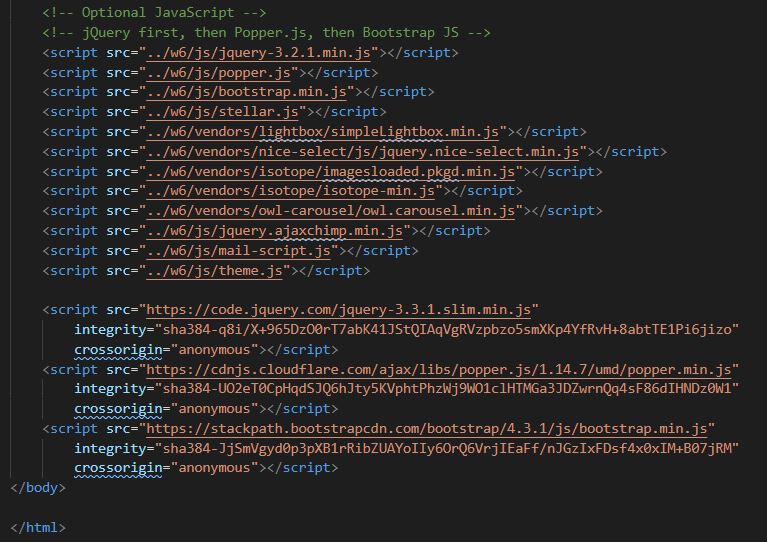 <!-- Optional JavaScript -->
<!-- jQuery first, then Popper.js, then Bootstrap JS -->
<script src="../w6/js/jquery-3.2.1.min.js"></script>
<script src="../w6/js/popper.js"></script>
<script src="../w6/js/bootstrap.min.js"></script>
<script src="../w6/js/stellar.js"></script>
<script src="../w6/vendors/lightbox/simpleLightbox.min.js"></script>
<script src="../w6/vendors/nice-select/js/jquery.nice-select.min.js"></script>
<script src="../w6/vendors/isotope/imagesloaded.pkgd.min.js"></script>
<script src="../w6/vendors/isotope/isotope-min.js"></script>
<script src="../w6/vendors/owl-carousel/owl.carousel.min.js"></script>
<script src="../w6/js/jquery.ajaxchimp.min.js"></script>
<script src="../w6/js/mail-script.js"></script>
<script src="../w6/js/theme.js"></script>
<script src="https://code.jquery.com/jquery-3.3.1.slim.min.js"
integrity="sha384-q8i/X+965DzO0rT7abK41JStQIAqVgRVzpbzo5smXKp4YfRvH+8abtTE1Pi6jizo"
crossorigin="anonymous"></script>
<script src="https://cdnjs.cloudflare.com/ajax/libs/popper.js/1.14.7/umd/popper.min.js"
integrity="sha384-UO2eT0CpHqdSJQ6hJty5KVphtPhzWj9WO1clHTMGa3JDZwrnQq4sF86dIHNDz0W1"
crossorigin="anonymous"></script>
<script src="https://stackpath.bootstrapcdn.com/bootstrap/4.3.1/js/bootstrap.min.js"
integrity="sha384-JjSmVgyd0p3pXB1rRibZUAYoIIy6OrQ6VrjIEaFf/nJGzIxFDsf4x0xIM+B07jRM"
crossorigin="anonymous"></script>
</body>
</html>